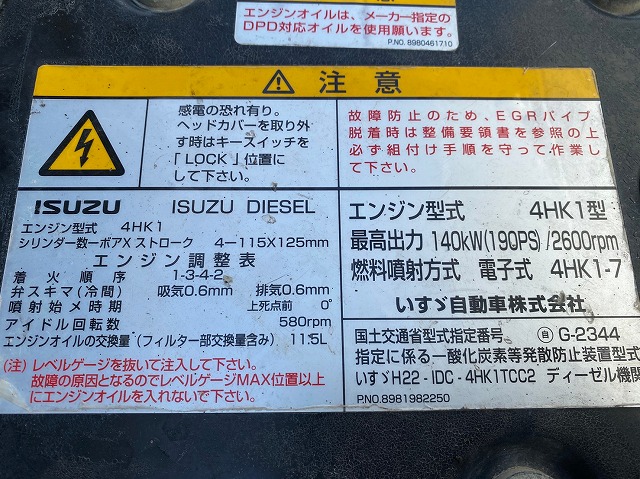 エンジンオイルは、メーカー指定の
DPD対応オイルを使用願います。
P.NO. 8980461710
注意
感電の恐れ有り。
ヘッドカバーを取り外
す時はキースイッチを
「LOCK」位置に
して下さい。
故障防止のため、EGRパイプ
脱着時は整備要領書を参照の上
必ず組付け手順を守って作業し
て下さい。
ISUZU ISUZU DIESEL
エンジン型式 4HK1
シリンダー数ーボアXストローク 4－115X125mm
エンジン調整表
着火順序 1-3-4-2
弁スキマ(冷間) 吸気0.6mm 排気0.6mm
噴射始メ時期 上死点前 0°
アイドル回転数 580rpm
エンジンオイルの交換量(フィルター部交換量含み) 11.5L
(注) レベルゲージを抜いて注入して下さい。
故障の原因となるのでレベルゲージMAX位置以上
にエンジンオイルを入れないで下さい。
エンジン型式 4HK1型
最高出力 140kW(190PS)/2600rpm
燃料噴射方式 電子式 4HK1-7
いすゞ自動車株式会社
国土交通省型式指定番号 自 G-2344
指定に係る一酸化炭素等発散防止装置型式
いすゞH22-IDC-4HK1TCC2 ディーゼル機関
P.NO.8981982250